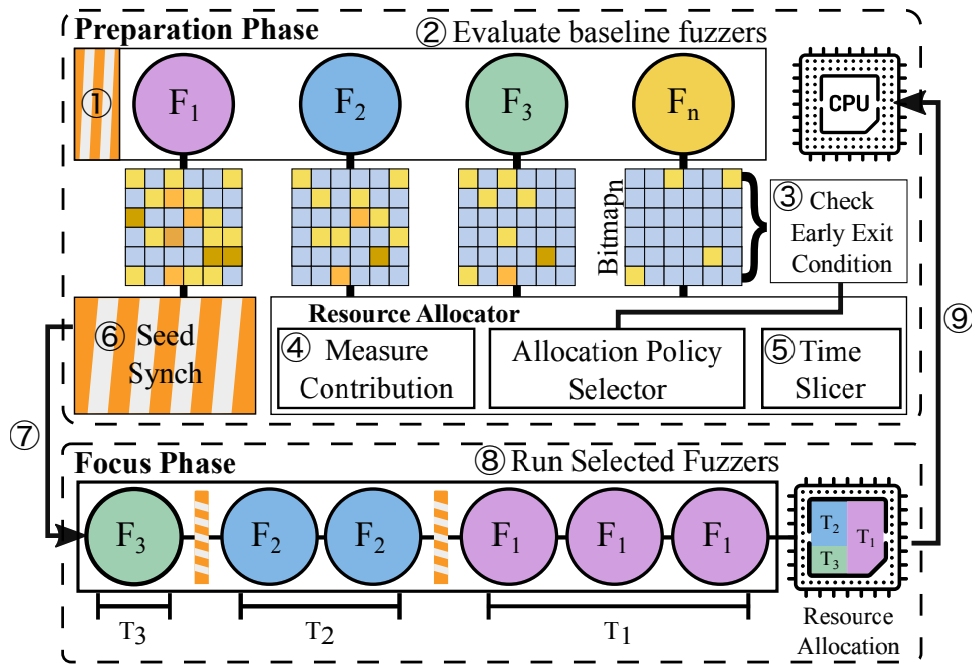 Preparation Phase
② Evaluate baseline fuzzers
①
F1
F2
F3
Fn
CPU
Bitmapn
③ Check
Early Exit
Condition
⑥ Seed
Synch
Resource Allocator
④ Measure
Contribution
Allocation Policy
Selector
⑤ Time
Slicer
⑨
⑦
Focus Phase
⑧ Run Selected Fuzzers
F3
F2
F2
F1
F1
F1
T2
T1
T3
T3
T2
T1
Resource
Allocation